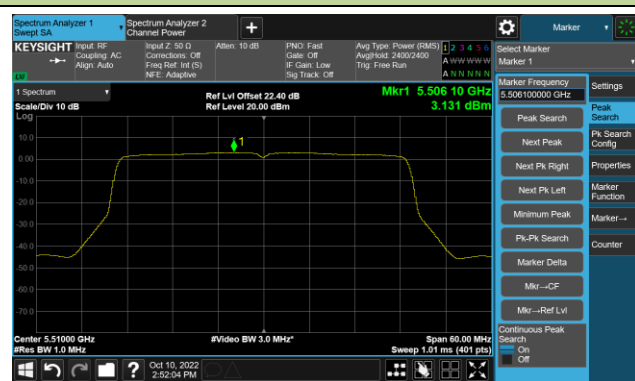 Spectrum Analyzer 1
Swept SA
Spectrum Analyzer 2
Channel Power
Marker
KEYSIGHT
Input: RF
Coupling: AC
Align: Auto
Input Z: 50 Ω
Corrections: Off
Freq Ref: Int (S)
NFE: Adaptive
Atten: 10 dB
PNO: Fast
Gate: Off
IF Gain: Low
Sig Track: Off
Avg Type: Power (RMS)
Avg|Hold: 2400/2400
Trig: Free Run
1 2 3 4 5 6
A W W W W W
A N N N N N
LW
Select Marker
Marker 1
1 Spectrum
Scale/Div 10 dB
Log
Ref Lvl Offset 22.40 dB
Ref Level 20.00 dBm
Mkr1 5.506 10 GHz
3.131 dBm
1
10.0
0.00
-10.0
-20.0
-30.0
-40.0
-50.0
-60.0
-70.0
Center 5.51000 GHz
#Res BW 1.0 MHz
#Video BW 3.0 MHz*
Span 60.00 MHz
Sweep 1.01 ms (401 pts)
Marker Frequency
5.506100000 GHz
Peak Search
Next Peak
Next Pk Right
Next Pk Left
Minimum Peak
Pk-Pk Search
Marker Delta
Mkr→CF
Mkr→Ref Lvl
Continuous Peak
Search
On
Off
Settings
Peak
Search
Pk Search
Config
Properties
Marker
Function
Marker→
Counter
Oct 10, 2022
2:52:04 PM